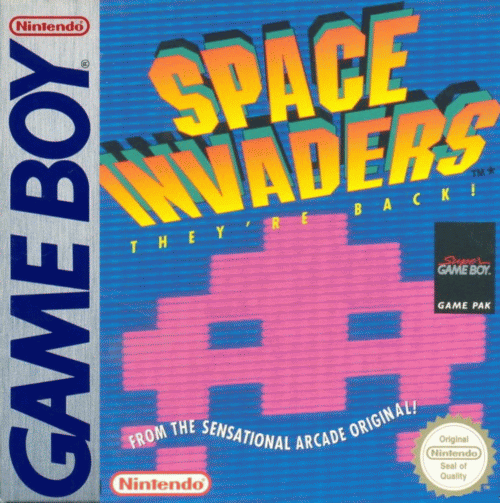 Nintendo®
GAME BOY®
SPACE
INVADERS
TM*
THEY'RE BACK!
Super
GAME BOY.
GAME PAK
FROM THE SENSATIONAL ARCADE ORIGINAL!
Nintendo®
Original
Nintendo
Seal of
Quality